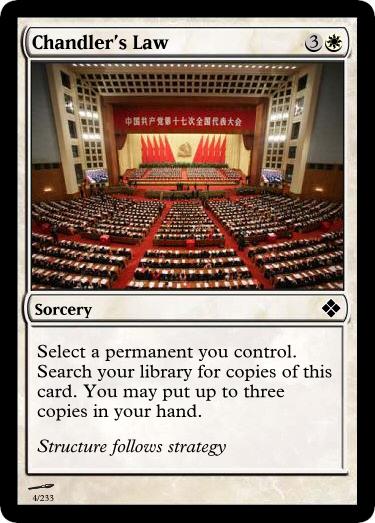 Chandler's Law
3
中国共产党第十七次全国代表大会
Sorcery
Select a permanent you control.
Search your library for copies of this
card. You may put up to three
copies in your hand.
Structure follows strategy
4/233